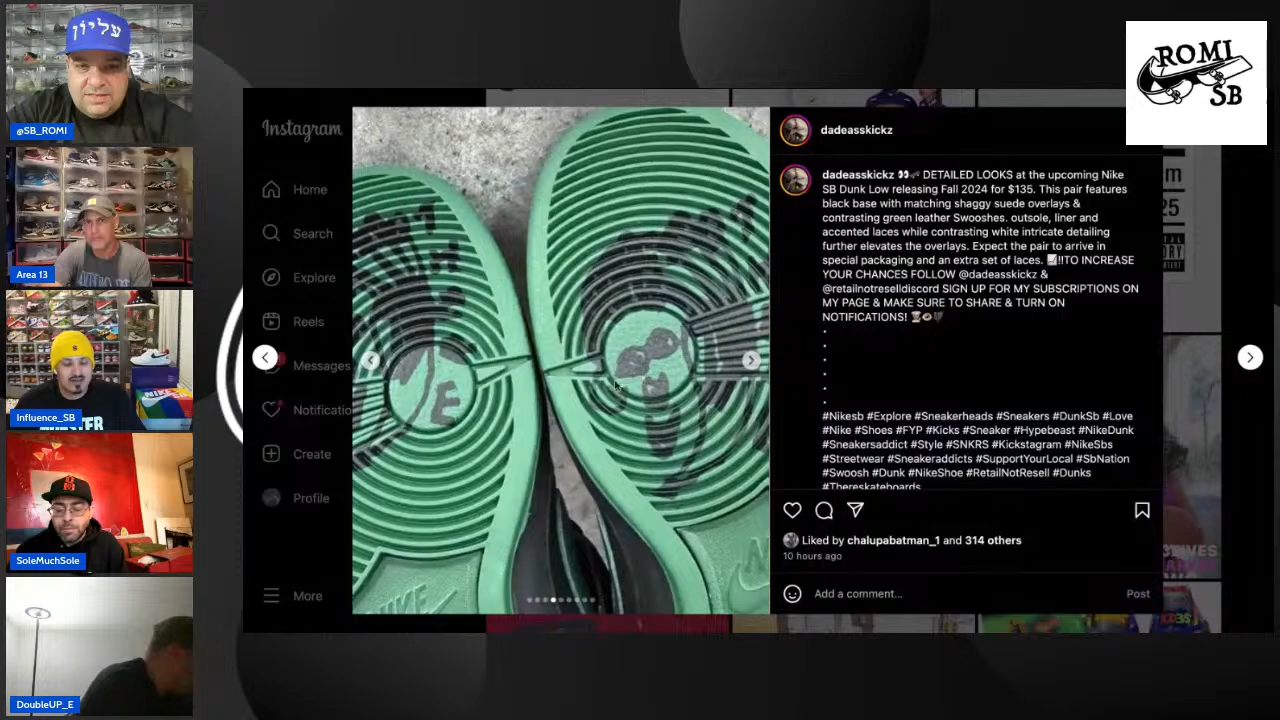 עליון
@SB_ROMI
Area 13
Influence_SB
SoleMuchSole
DoubleUP_E
ROMI
SB
Instagram
Home
Search
Explore
Reels
Messages
Notificatio
Create
Profile
More
E
NIKE
dadeasskickz
dadeasskickz 👀🛹 DETAILED LOOKS at the upcoming Nike
SB Dunk Low releasing Fall 2024 for $135. This pair features
black base with matching shaggy suede overlays &
contrasting green leather Swooshes. outsole, liner and
accented laces while contrasting white intricate detailing
further elevates the overlays. Expect the pair to arrive in
special packaging and an extra set of laces. 📈‼️TO INCREASE
YOUR CHANCES FOLLOW @dadeasskickz &
@retailnotreselldiscord SIGN UP FOR MY SUBSCRIPTIONS ON
MY PAGE & MAKE SURE TO SHARE & TURN ON
NOTIFICATIONS!
.
.
.
.
.
.
#Nikesb #Explore #Sneakerheads #Sneakers #DunkSb #Love
#Nike #Shoes #FYP #Kicks #Sneaker #Hypebeast #NikeDunk
#Sneakersaddict #Style #SNKRS #Kickstagram #NikeSbs
#Streetwear #Sneakeraddicts #SupportYourLocal #SbNation
#Swoosh #Dunk #NikeShoe #RetailNotResell #Dunks
#Thereskateboards
Liked by chalupabatman_1 and 314 others
10 hours ago
Add a comment...
Post
m
25